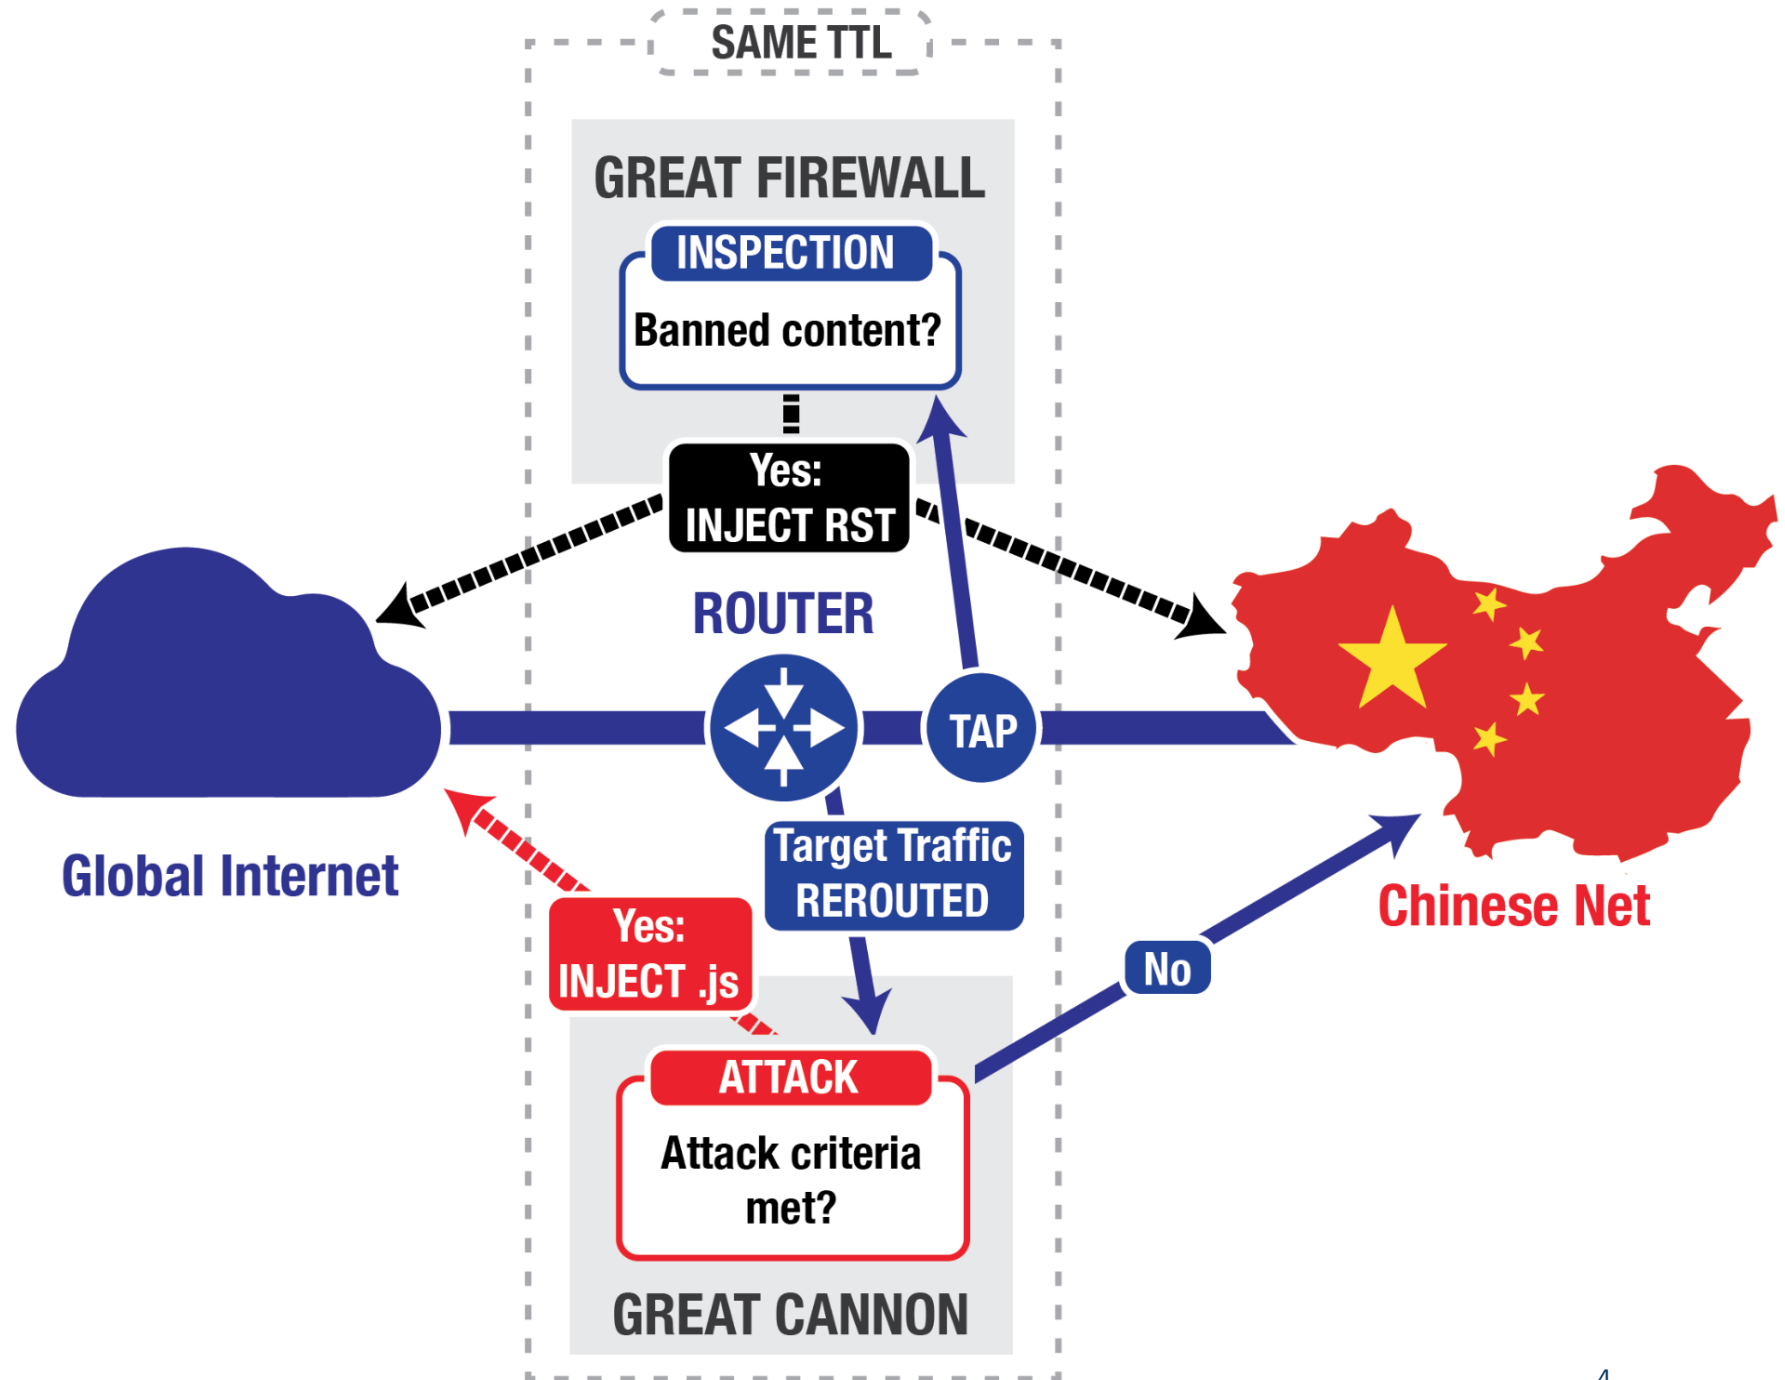 SAME TTL
GREAT FIREWALL
INSPECTION
Banned content?
Yes:
INJECT RST
ROUTER
TAP
Target Traffic
REROUTED
Global Internet
Chinese Net
Yes:
INJECT .js
No
ATTACK
Attack criteria
met?
GREAT CANNON
4